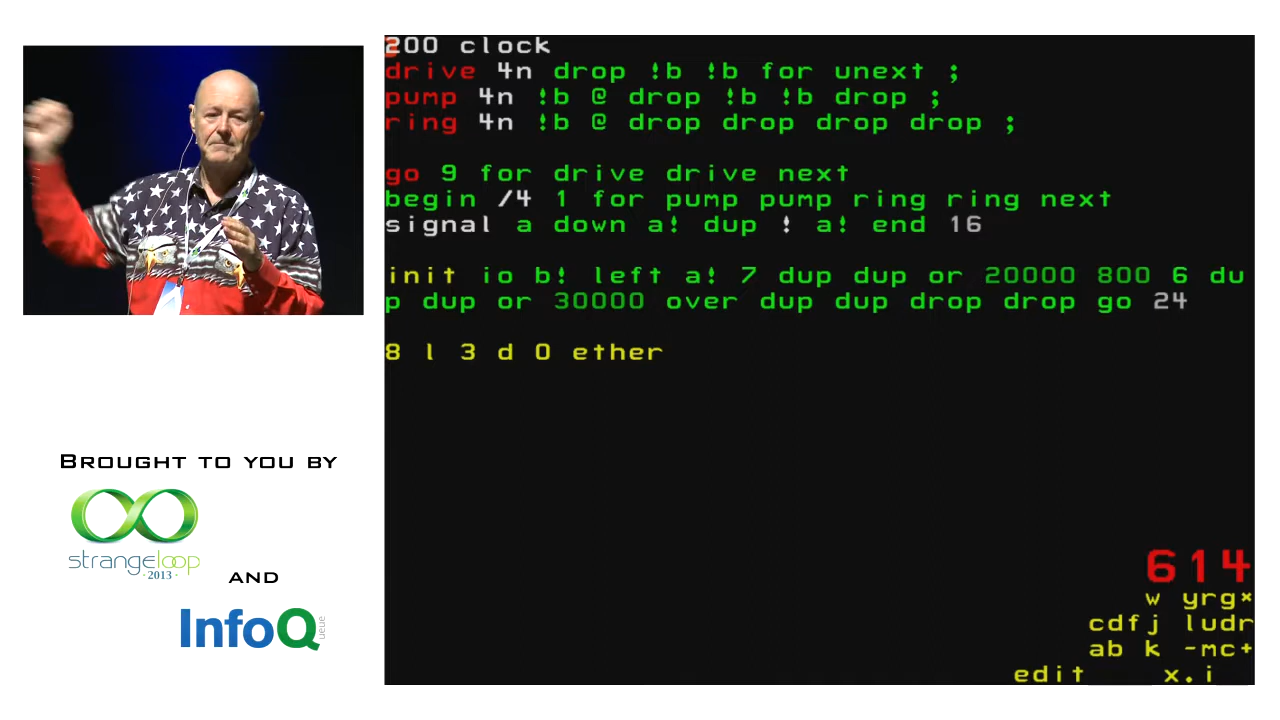 200 clock
drive 4n drop !b !b for unext ;
pump 4n !b @ drop !b !b drop ;
ring 4n !b @ drop drop drop drop ;
go 9 for drive drive next
begin /4 1 for pump pump ring ring next
signal a down a! dup ! a! end 16
init io b! left a! 7 dup dup or 20000 800 6 du
p dup or 30000 over dup dup drop drop go 24
8 l 3 d 0 ether
614
w yrg*
cdfj ludr
ab k -mc+
edit x.i
BROUGHT TO YOU BY
strangeloop
·2013·
AND
InfoQ
ueue